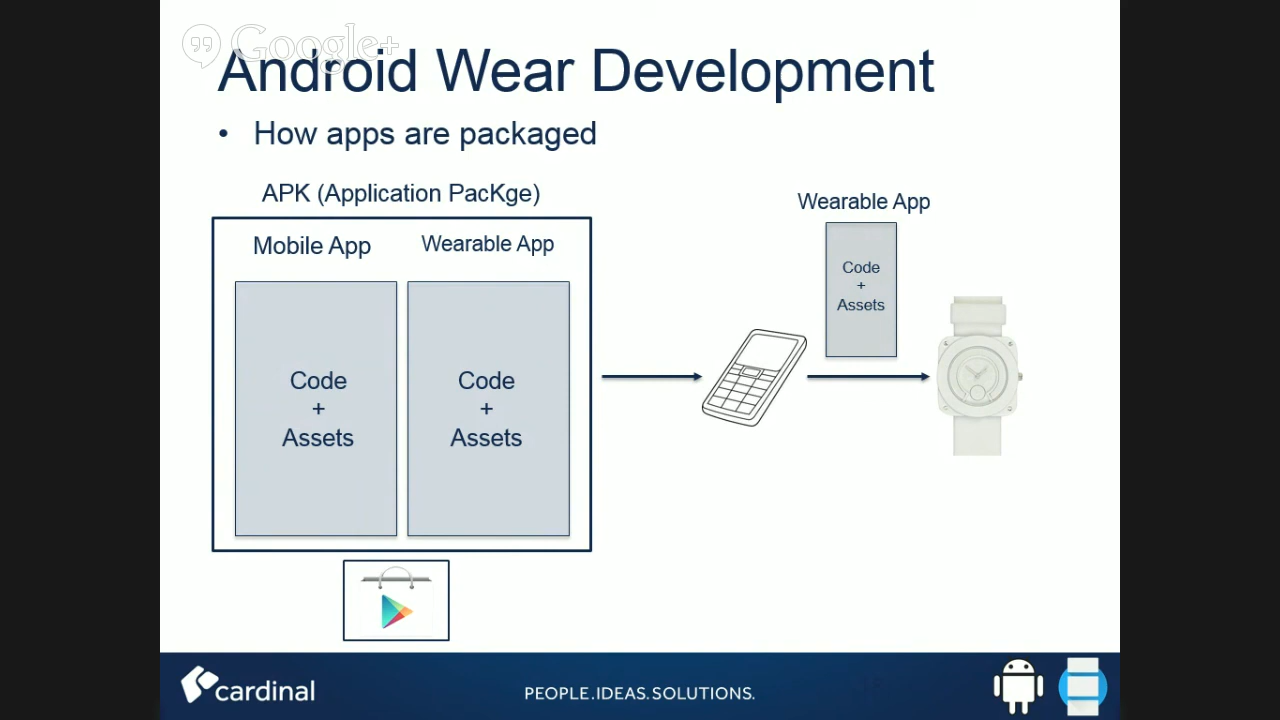 Google+
Android Wear Development
• How apps are packaged
APK (Application PacKge)
Mobile App
Wearable App
Code
+
Assets
Code
+
Assets
Wearable App
Code
+
Assets
cardinal
PEOPLE.IDEAS.SOLUTIONS.